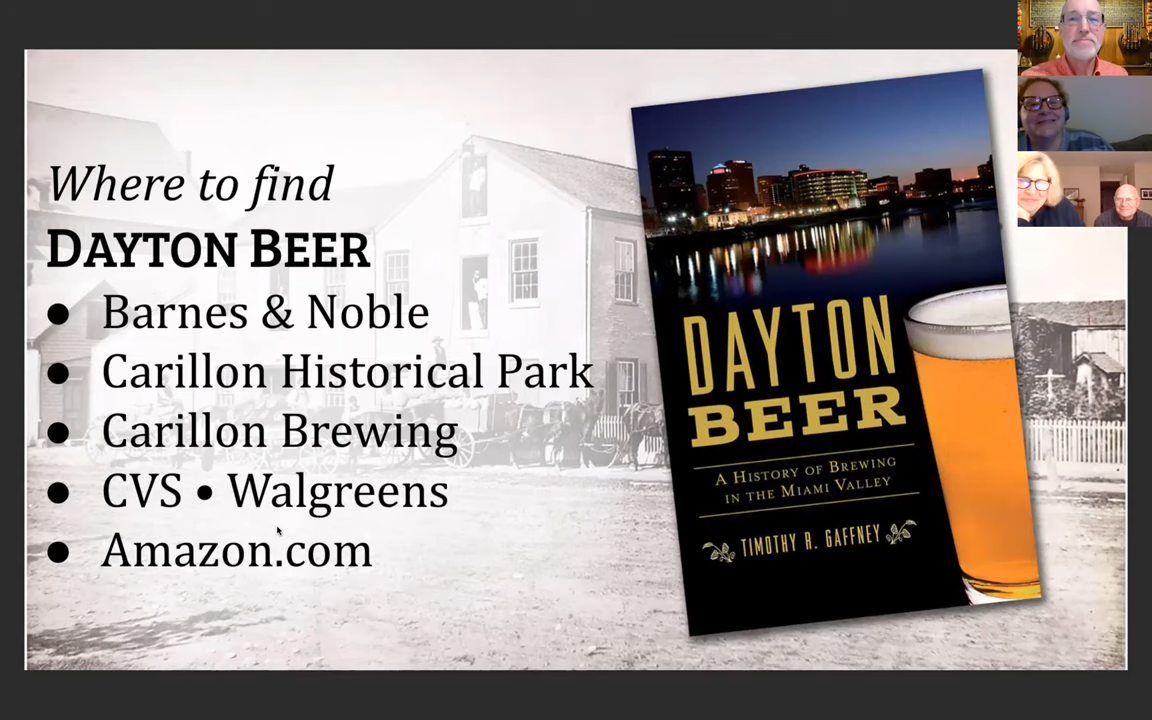 Where to find
DAYTON BEER
● Barnes & Noble
● Carillon Historical Park
● Carillon Brewing
● CVS • Walgreens
● Amazon.com
DAYTON
BEER
A HISTORY OF BREWING
IN THE MIAMI VALLEY
TIMOTHY R. GAFFNEY